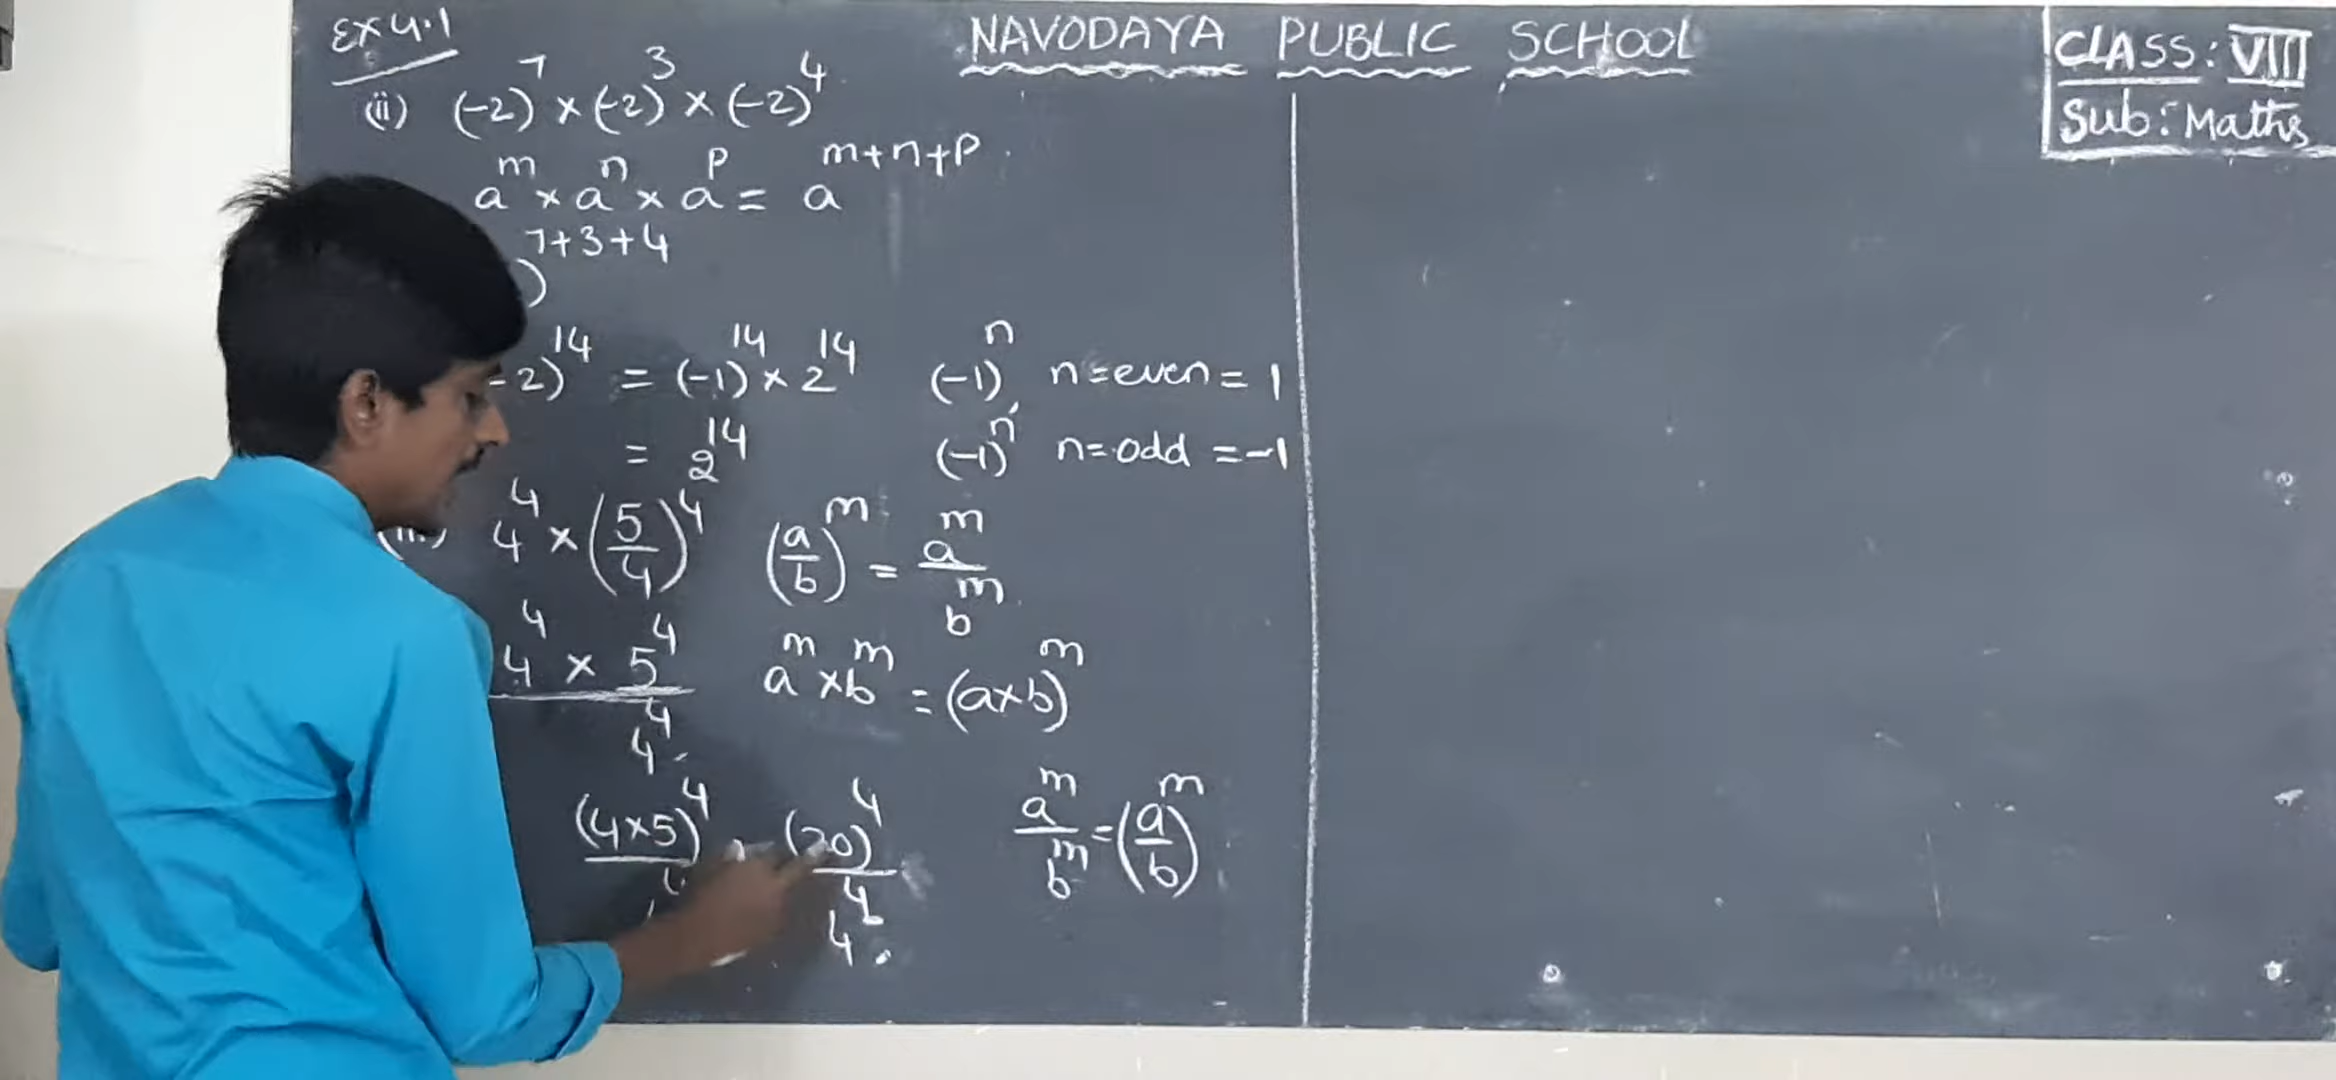 Ex 4.1
NAVODAYA PUBLIC SCHOOL
CLASS: VIII
Sub: Maths
(ii) (-2)^7 × (-2)^3 × (-2)^4
a^m × a^n × a^p = a^{m+n+p}
)^{7+3+4}
-2)^14 = (-1)^14 × 2^14
= 2^14
(-1)^n n=even = 1
(-1)^n n=odd = -1
4^4 × (5/4)^4
(a/b)^m = a^m/b^m
4^4 × 5^4
4^4
a^m × b^m = (a×b)^m
(4×5)^4
(20)^4
4^4
a^m/b^m = (a/b)^m